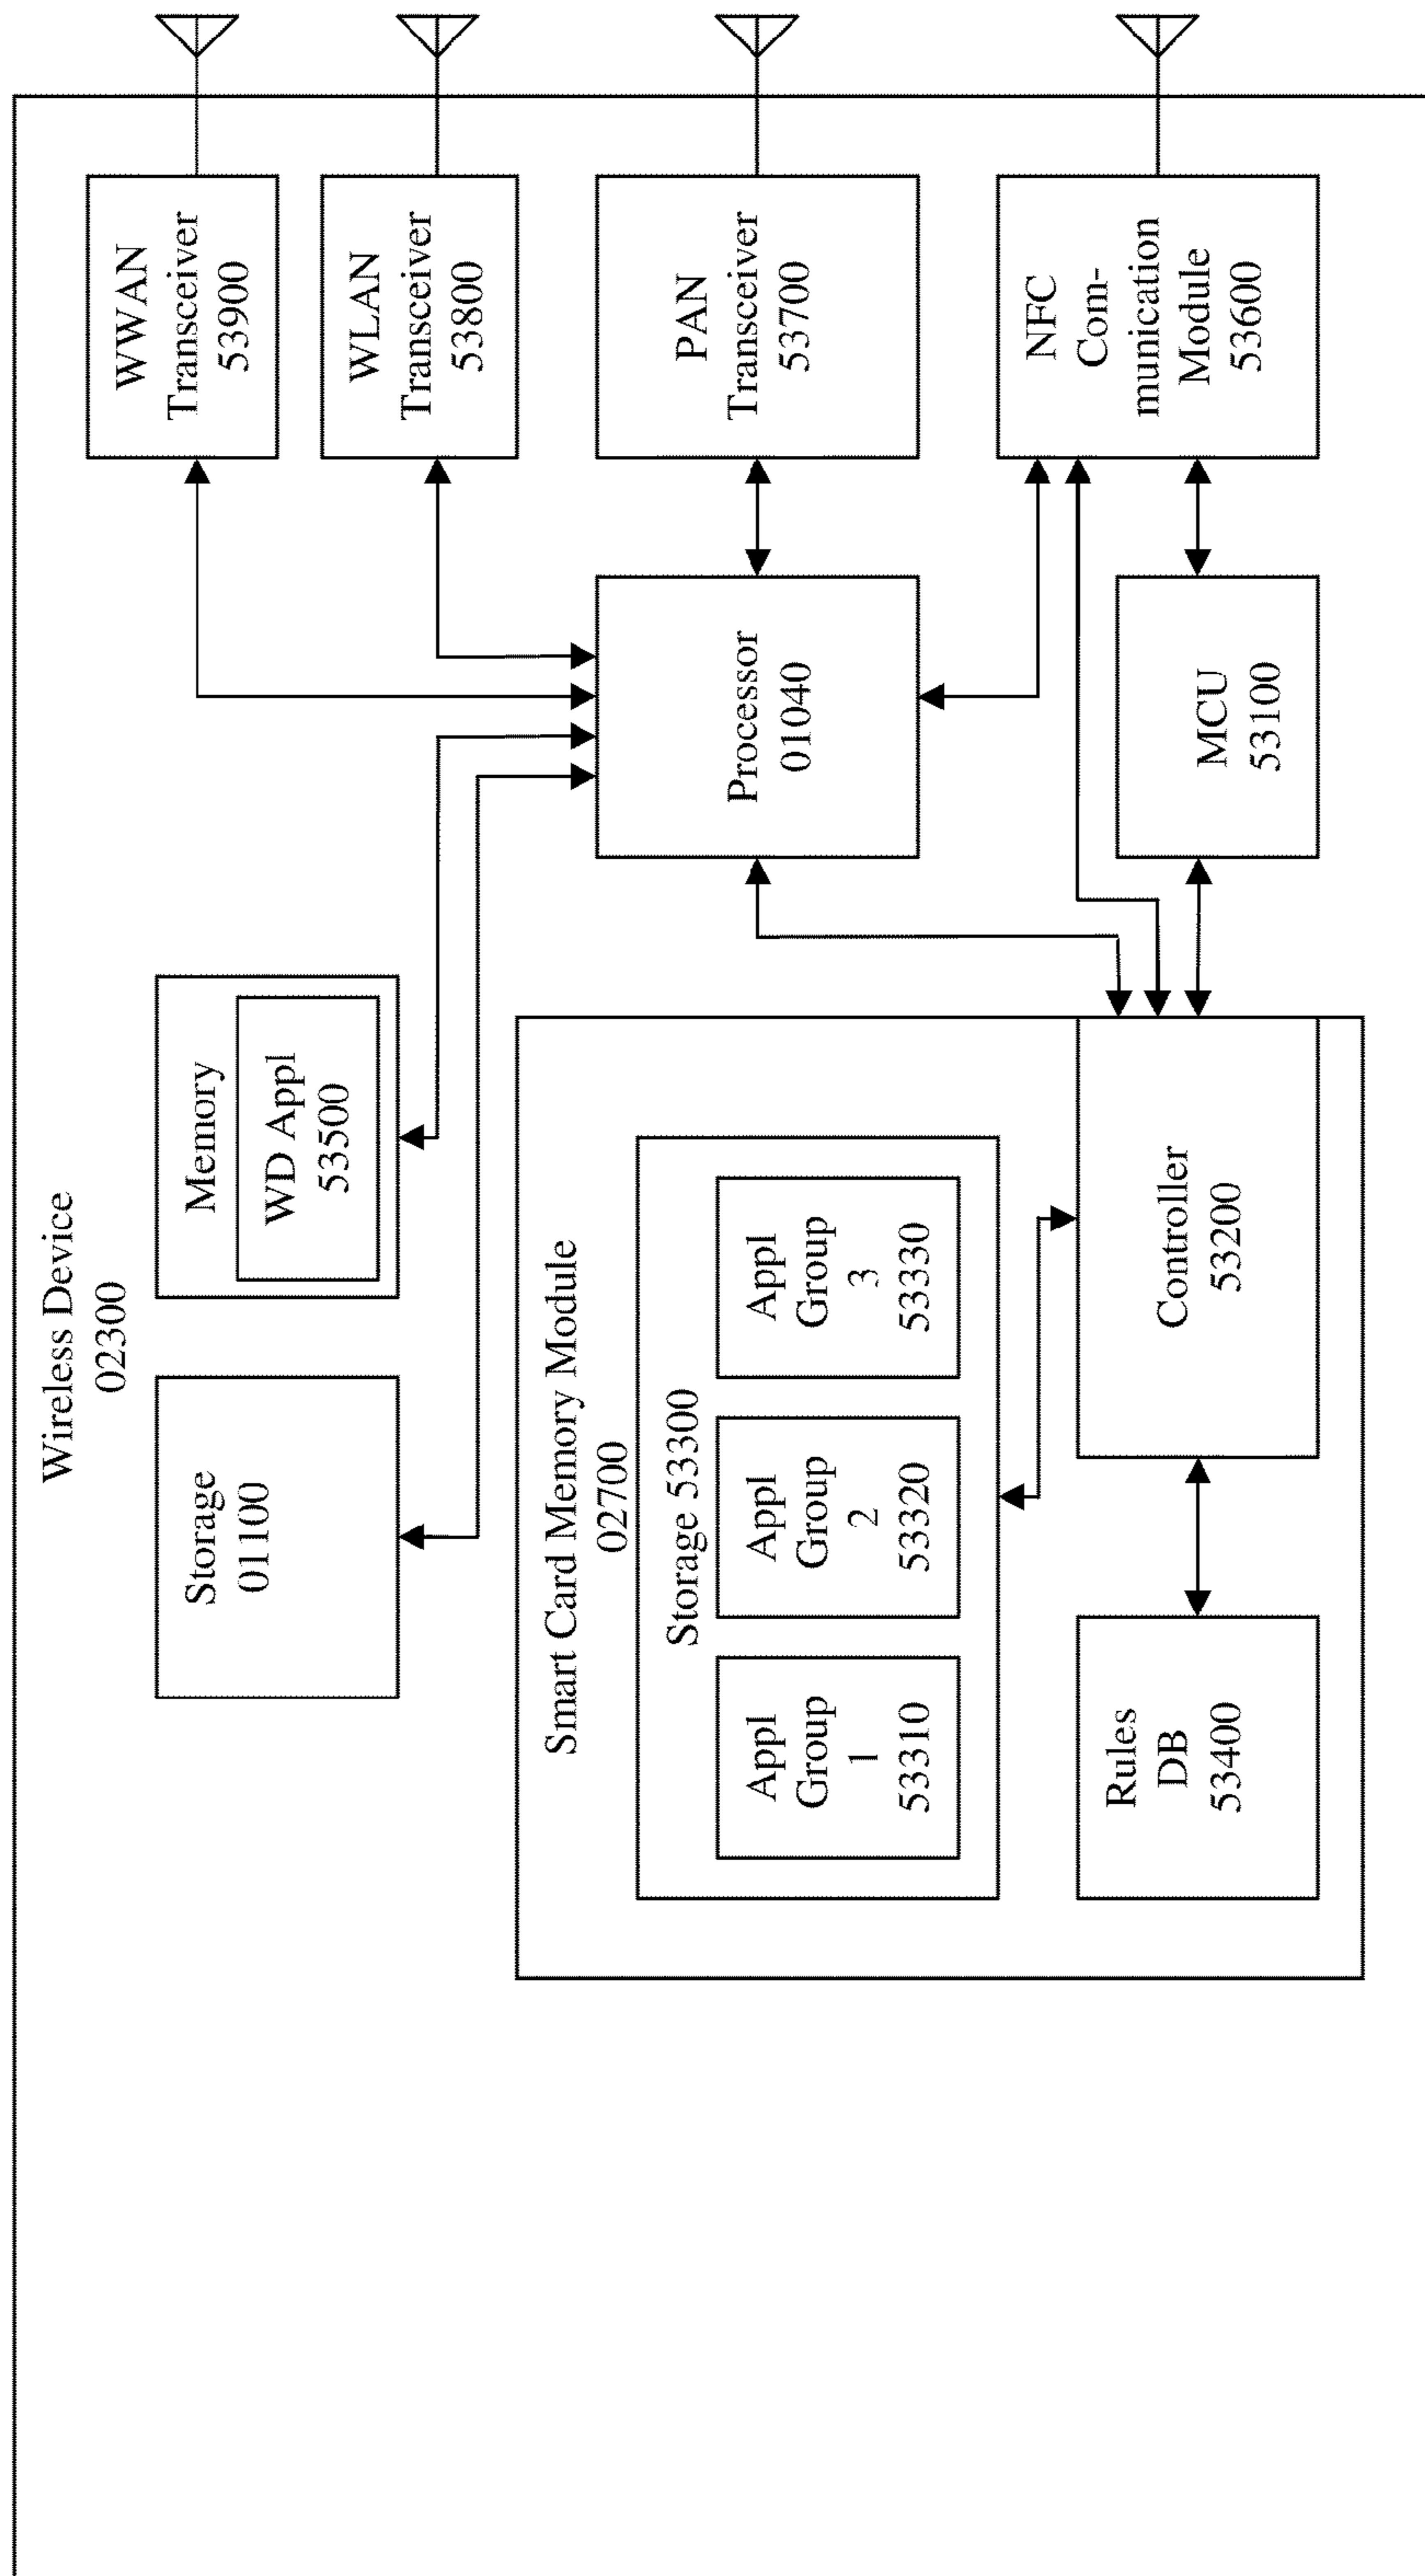 Wireless Device
02300
Storage
01100
Memory
WD Appl
53500
WWAN
Transceiver
53900
WLAN
Transceiver
53800
PAN
Transceiver
53700
NFC
Com-
munication
Module
53600
Processor
01040
MCU
53100
Smart Card Memory Module
02700
Storage 53300
Appl
Group
1
53310
Appl
Group
2
53320
Appl
Group
3
53330
Rules
DB
53400
Controller
53200